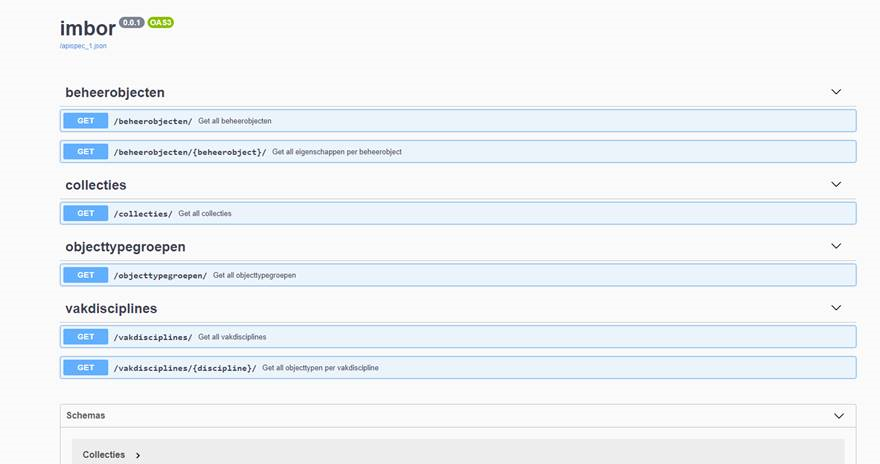 imbor 0.0.1 OAS3
/apispec_1.json
beheerobjecten
GET /beheerobjecten/ Get all beheerobjecten
GET /beheerobjecten/{beheerobject}/ Get all eigenschappen per beheerobject
collecties
GET /collecties/ Get all collecties
objecttypegroepen
GET /objecttypegroepen/ Get all objecttypegroepen
vakdisciplines
GET /vakdisciplines/ Get all vakdisciplines
GET /vakdisciplines/{discipline}/ Get all objecttypen per vakdiscipline
Schemas
Collecties